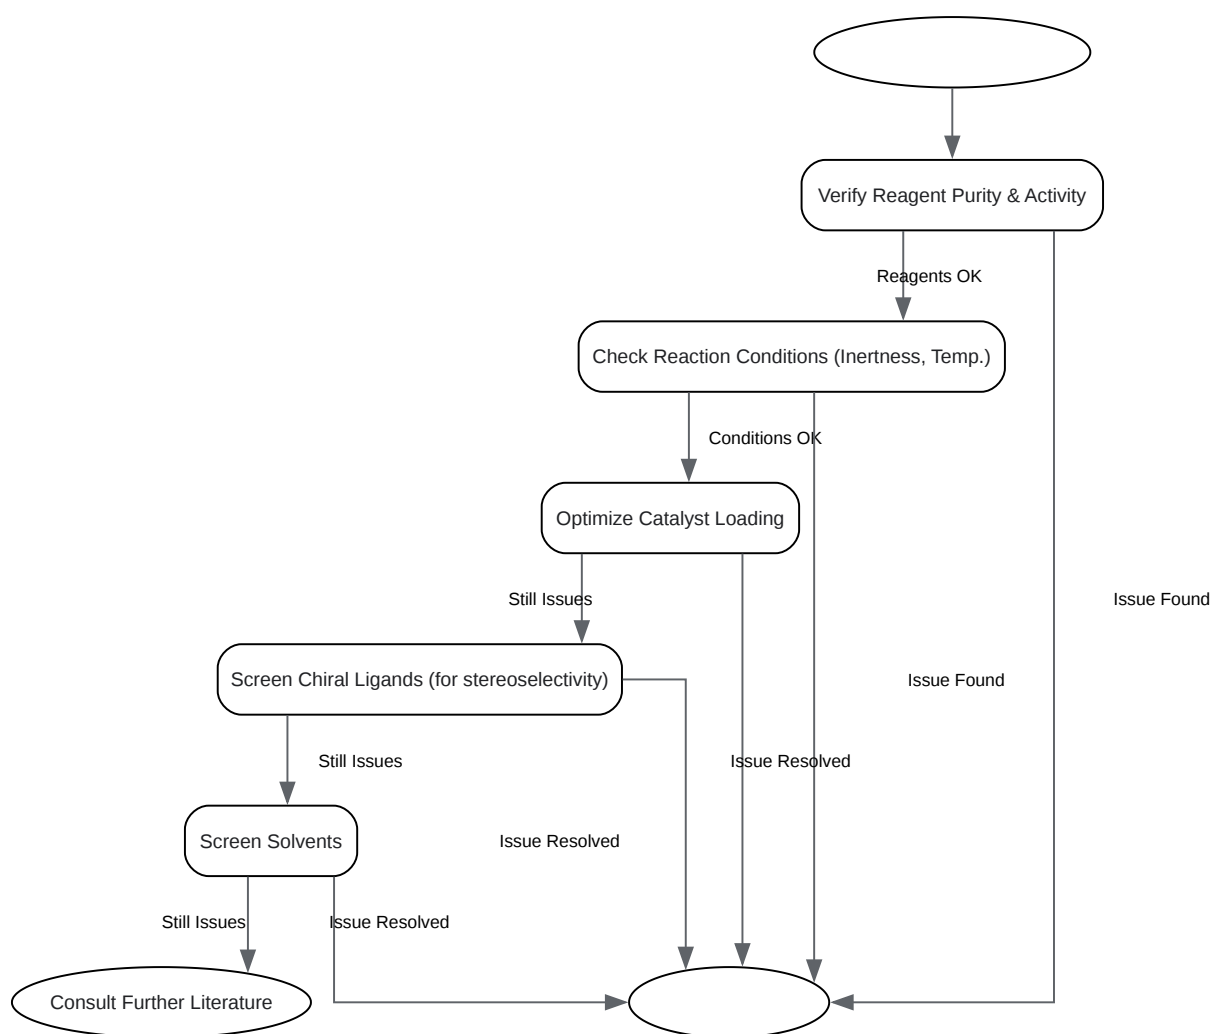 Verify Reagent Purity & Activity
Reagents OK
Check Reaction Conditions (Inertness, Temp.)
Conditions OK
Optimize Catalyst Loading
Still Issues
Issue Found
Screen Chiral Ligands (for stereoselectivity)
Issue Found
Still Issues
Issue Resolved
Screen Solvents
Issue Resolved
Still Issues
Issue Resolved
Consult Further Literature